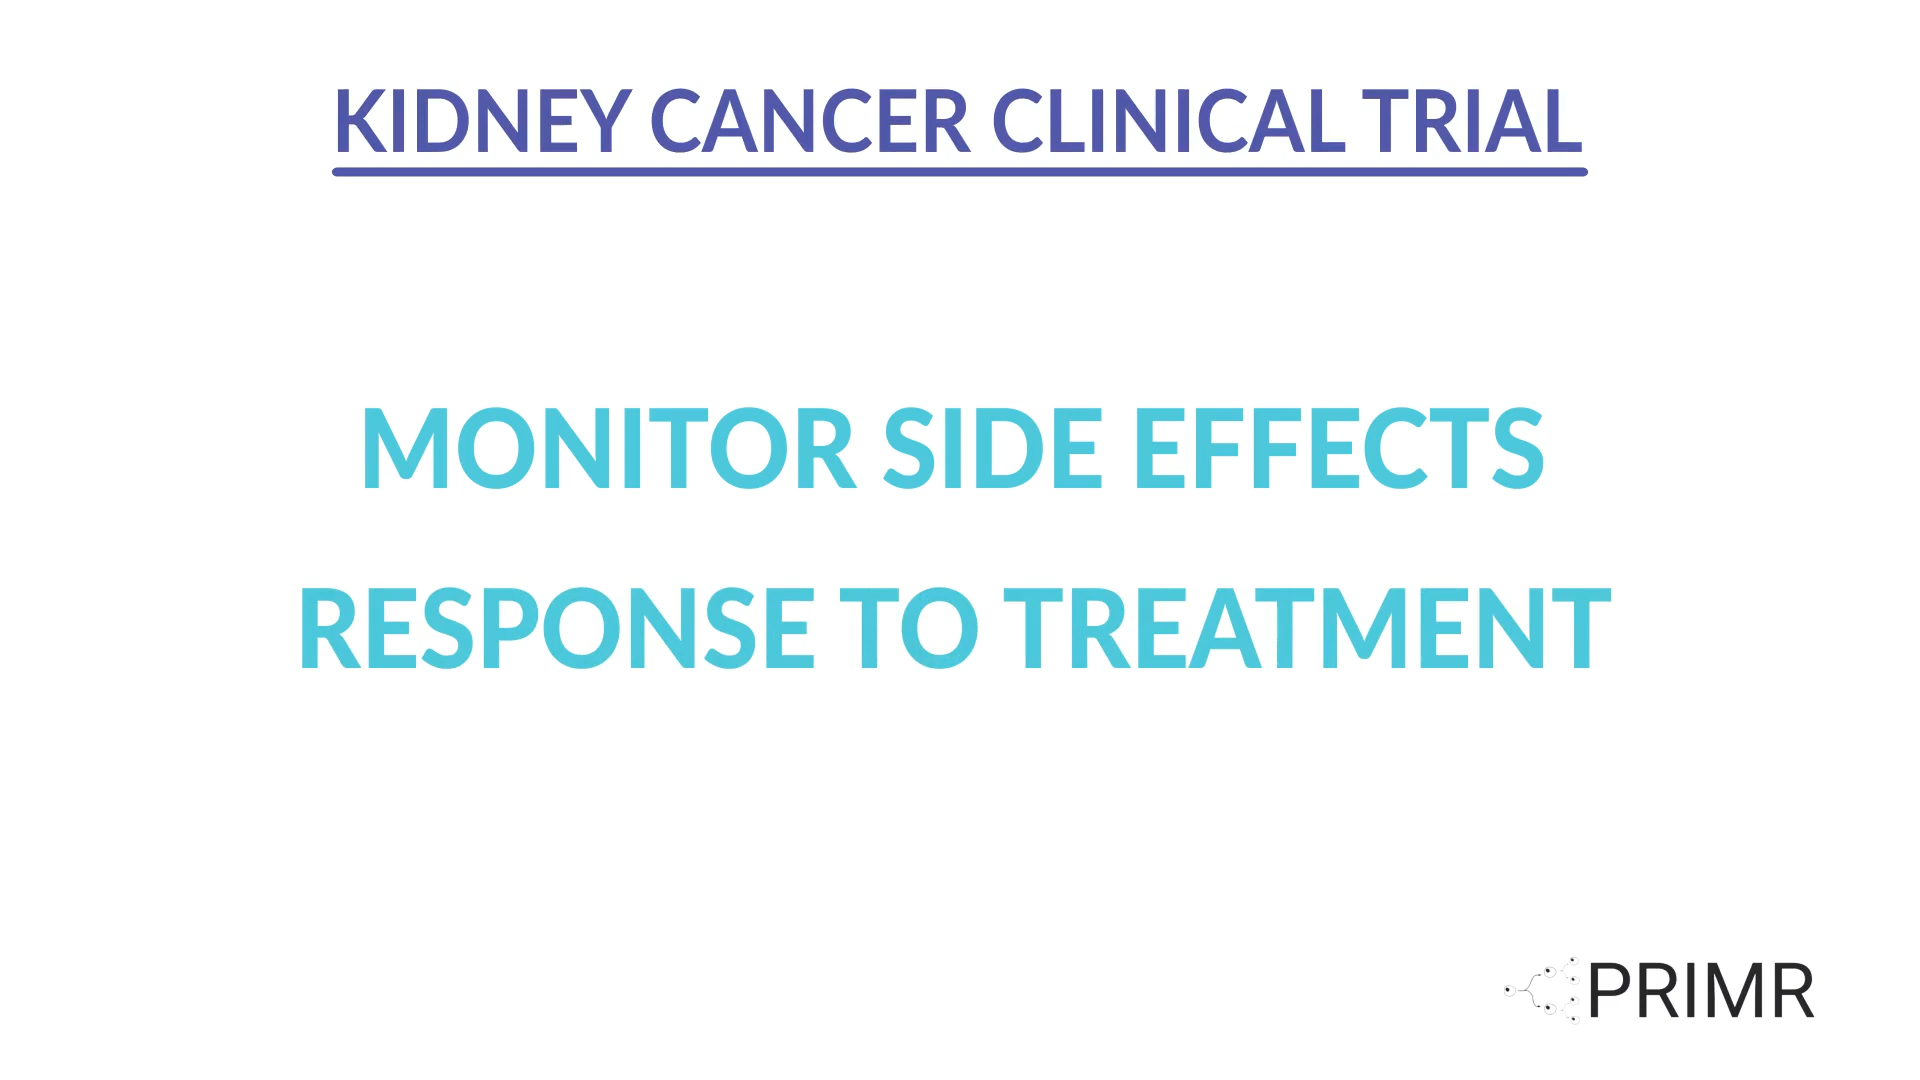 KIDNEY CANCER CLINICAL TRIAL
MONITOR SIDE EFFECTS
RESPONSE TO TREATMENT
PRIMR